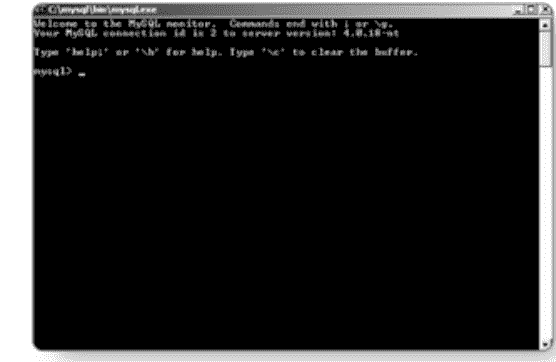 C:\mysql\bin\mysql.exe
Welcome to the MySQL monitor.  Commands end with ; or \g.
Your MySQL connection id is 2 to server version: 4.0.18-nt
Type 'help;' or '\h' for help. Type '\c' to clear the buffer.
mysql> _